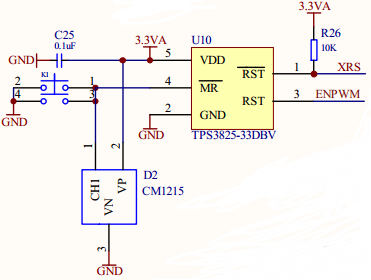 3.3VA
C25
0.1uF
3.3VA
U10
R26
10K
GND
5
VDD
K1
RST
1
XRS
2
1
4
MR
4
3
RST
3
ENPWM
2
GND
GND
GND
TPS3825-33DBV
1
2
CH1
VP
VN
D2
CM1215
3
GND